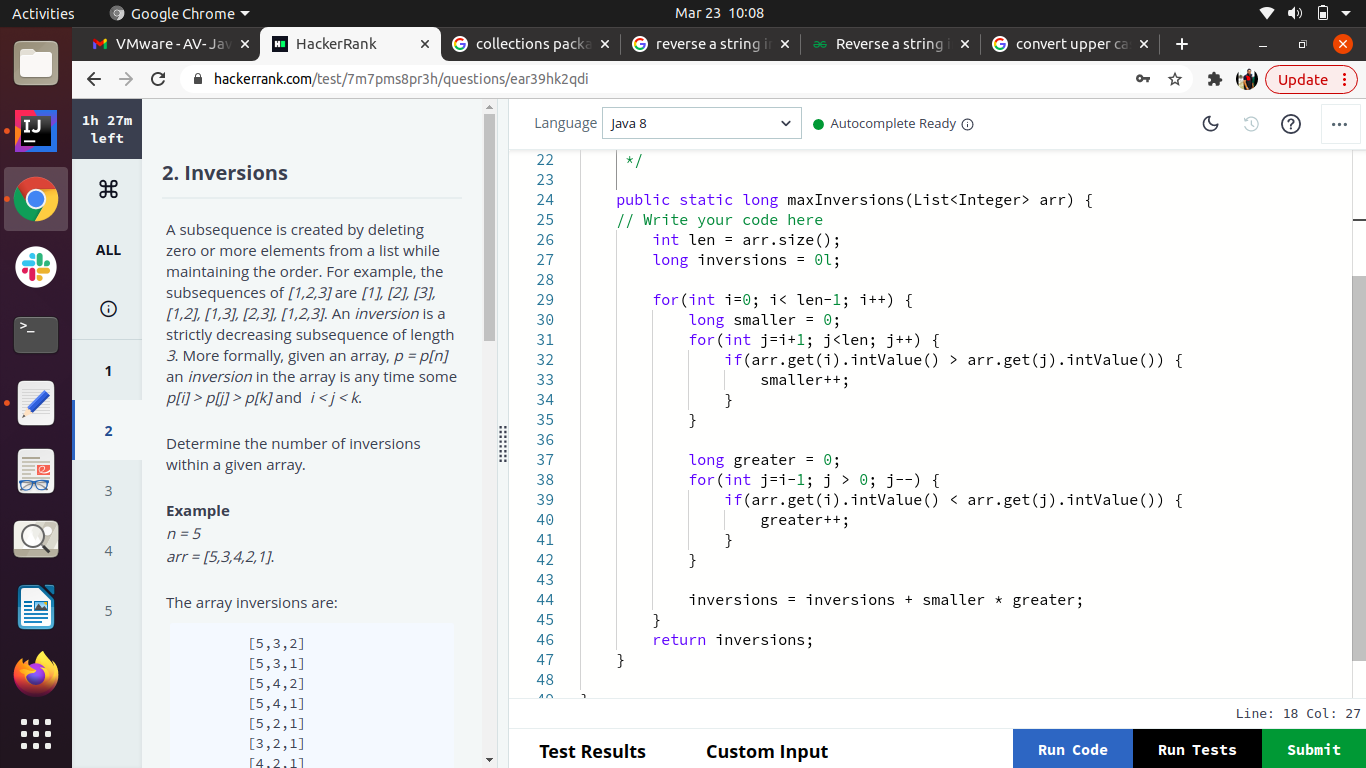 Activities Google Chrome Mar 23 10:08
VMware - AV- Jav HackerRank collections packa reverse a string in Reverse a string i convert upper ca
hackerrank.com/test/7m7pms8pr3h/questions/ear39hk2qdi Update
1h 27m
left
ALL
1
2
3
4
5
2. Inversions
A subsequence is created by deleting
zero or more elements from a list while
maintaining the order. For example, the
subsequences of [1,2,3] are [1], [2], [3],
[1,2], [1,3], [2,3], [1,2,3]. An inversion is a
strictly decreasing subsequence of length
3. More formally, given an array, p = p[n]
an inversion in the array is any time some
p[i] > p[j] > p[k] and i < j < k.
Determine the number of inversions
within a given array.
Example
n = 5
arr = [5,3,4,2,1].
The array inversions are:
[5,3,2]
[5,3,1]
[5,4,2]
[5,4,1]
[5,2,1]
[3,2,1]
[4,2,1]
Language Java 8 Autocomplete Ready
22 */
23
24 public static long maxInversions(List<Integer> arr) {
25 // Write your code here
26 int len = arr.size();
27 long inversions = 0l;
28
29 for(int i=0; i< len-1; i++) {
30 long smaller = 0;
31 for(int j=i+1; j<len; j++) {
32 if(arr.get(i).intValue() > arr.get(j).intValue()) {
33 smaller++;
34 }
35 }
36
37 long greater = 0;
38 for(int j=i-1; j > 0; j--) {
39 if(arr.get(i).intValue() < arr.get(j).intValue()) {
40 greater++;
41 }
42 }
43
44 inversions = inversions + smaller * greater;
45 }
46 return inversions;
47 }
48
49 }
Line: 18 Col: 27
Test Results Custom Input Run Code Run Tests Submit